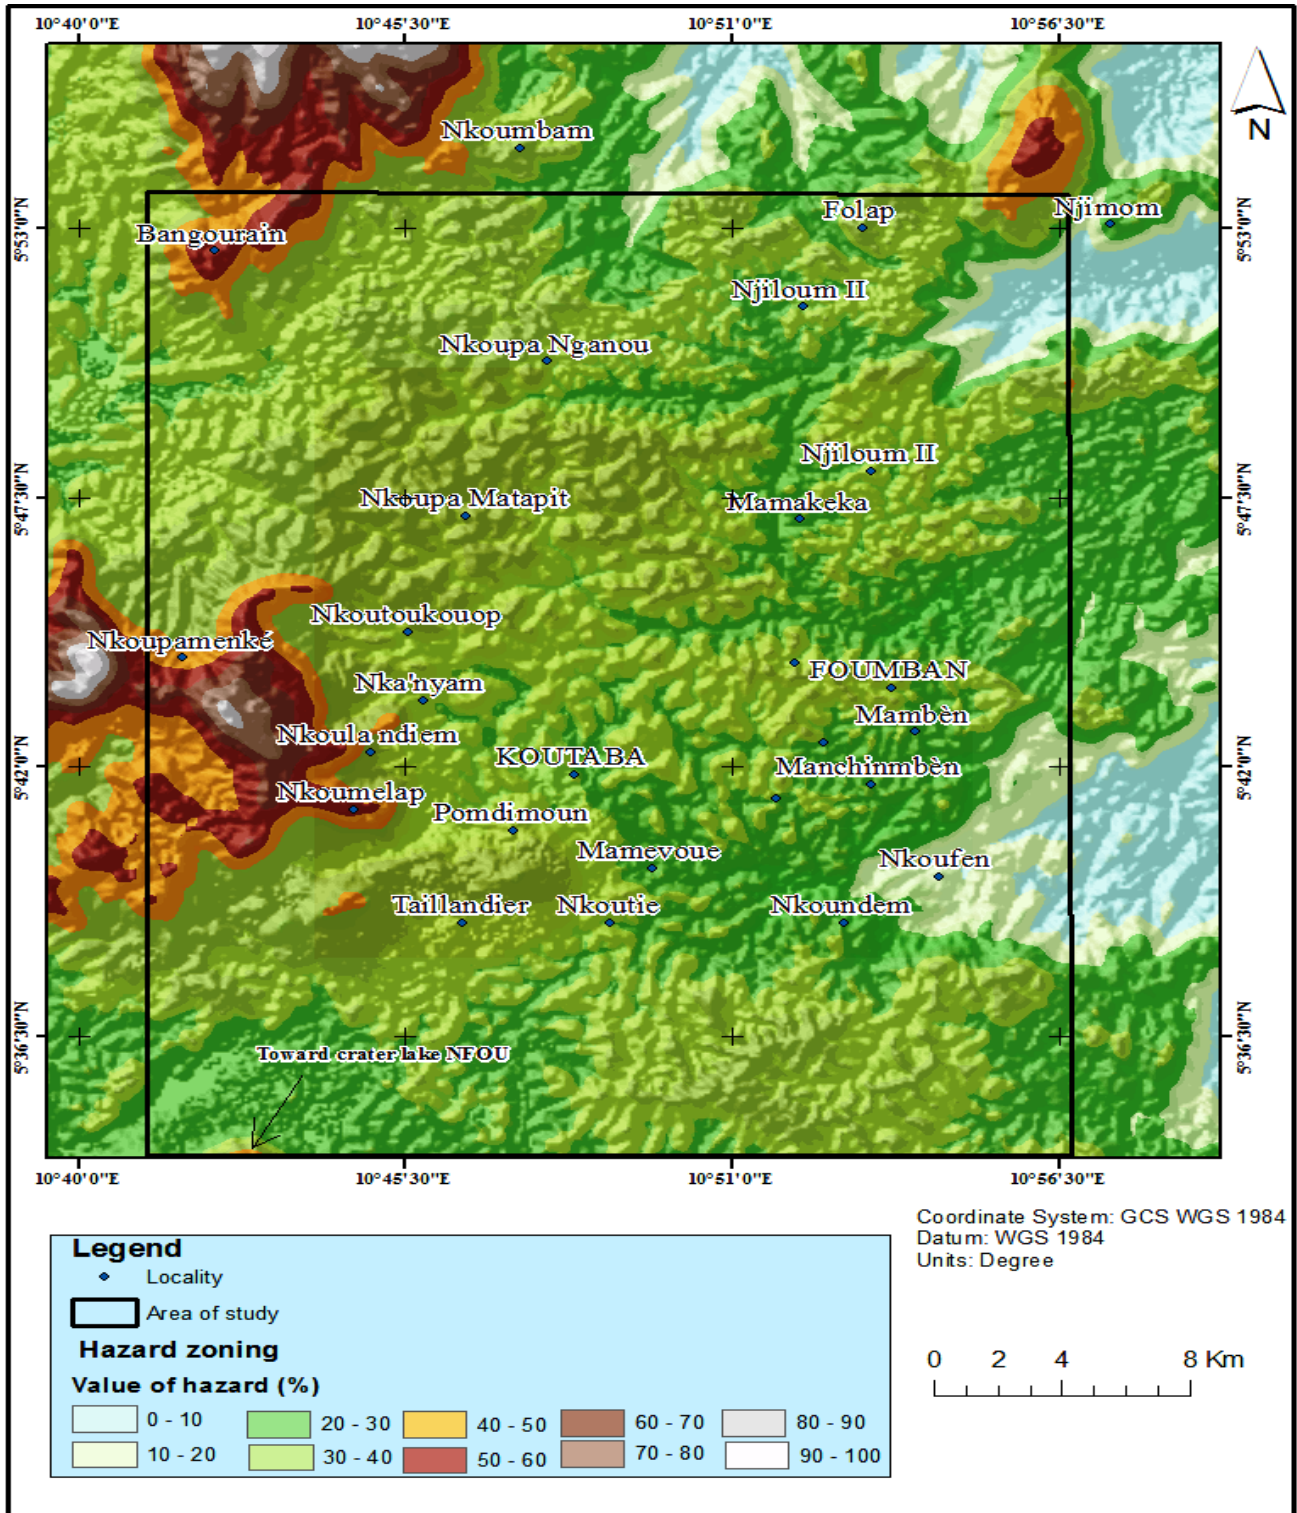 10°40'0"E 10°45'30"E 10°51'0"E 10°56'30"E
N
Nkoumbam
5°53'0"N
Bangourain
Folap
Njimom
5°53'0"N
Njiloum II
Nkoupa Nganou
Njiloum II
5°47'30"N
Nkoupa Matapit
Mamakeka
5°47'30"N
Nkoutoukouop
Nkoupamenké
FOUMBAN
Nka'nyam
Mambèn
Nkoula ndiem
KOUTABA
5°42'0"N
Manchinmbèn
5°42'0"N
Nkoumelap
Pomdimoun
Mamevoue
Nkoufen
Taillandier
Nkoutie
Nkoundem
5°36'30"N
Toward crater lake NFOU
5°36'30"N
10°40'0"E 10°45'30"E 10°51'0"E 10°56'30"E
Coordinate System: GCS WGS 1984
Datum: WGS 1984
Units: Degree
Legend
Locality
Area of study
Hazard zoning
Value of hazard (%)
0 - 10 20 - 30 40 - 50 60 - 70 80 - 90
10 - 20 30 - 40 50 - 60 70 - 80 90 - 100
0 2 4 8 Km